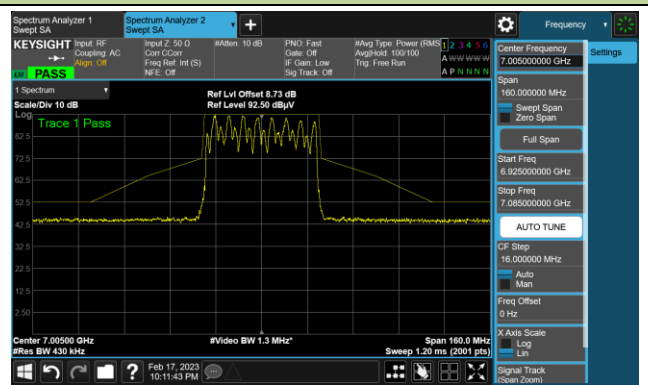 Spectrum Analyzer 1
Swept SA
Spectrum Analyzer 2
Swept SA
Frequency
KEYSIGHT
Input: RF
Coupling: AC
Align: Off
Input Z: 50 Ω
Corr CCorr
Freq Ref: Int (S)
NFE: Off
#Atten: 10 dB
PNO: Fast
Gate: Off
IF Gain: Low
Sig Track: Off
#Avg Type: Power (RMS
Avg|Hold: 100/100
Trig: Free Run
1 2 3 4 5 6
A W W W W W
A P N N N N
PASS
1 Spectrum
Scale/Div 10 dB
Ref Lvl Offset 8.73 dB
Ref Level 92.50 dBμV
Log
Trace 1 Pass
82.5
72.5
62.5
52.5
42.5
32.5
22.5
12.5
2.50
Center 7.00500 GHz
#Res BW 430 kHz
#Video BW 1.3 MHz*
Span 160.0 MHz
Sweep 1.20 ms (2001 pts)
Center Frequency
7.005000000 GHz
Settings
Span
160.000000 MHz
Swept Span
Zero Span
Full Span
Start Freq
6.925000000 GHz
Stop Freq
7.085000000 GHz
AUTO TUNE
CF Step
16.000000 MHz
Auto
Man
Freq Offset
0 Hz
X Axis Scale
Log
Lin
Signal Track
(Span Zoom)
Feb 17, 2023
10:11:43 PM